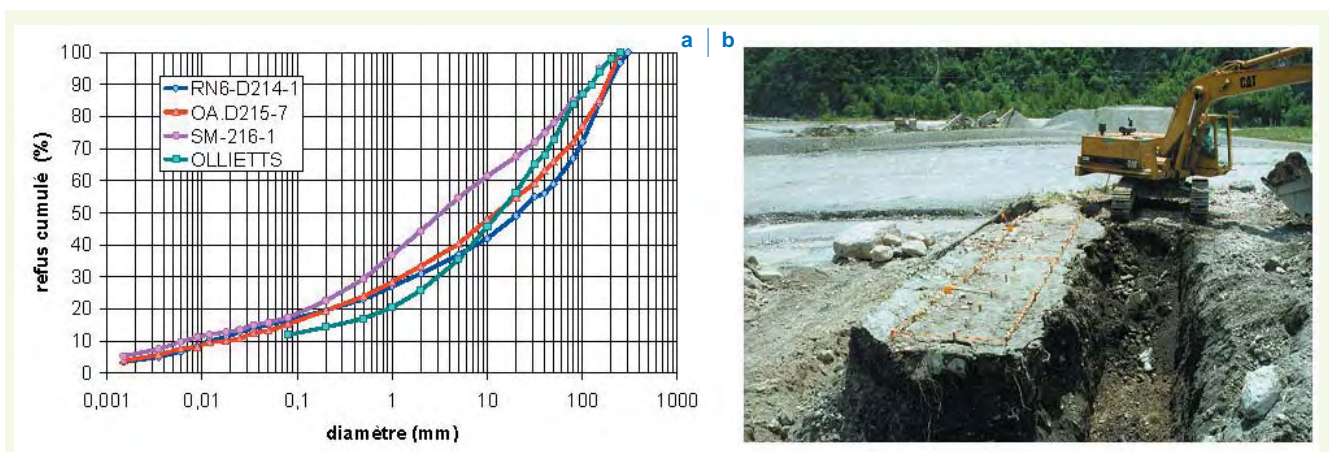 a | b
100
90
80
70
60
50
40
30
20
10
0
refus cumulé (%)
RN6-D214-1
OA.D215-7
SM-216-1
OLLIETTS
0,001 0,01 0,1 1 10 100 1000
diamètre (mm)
CAT